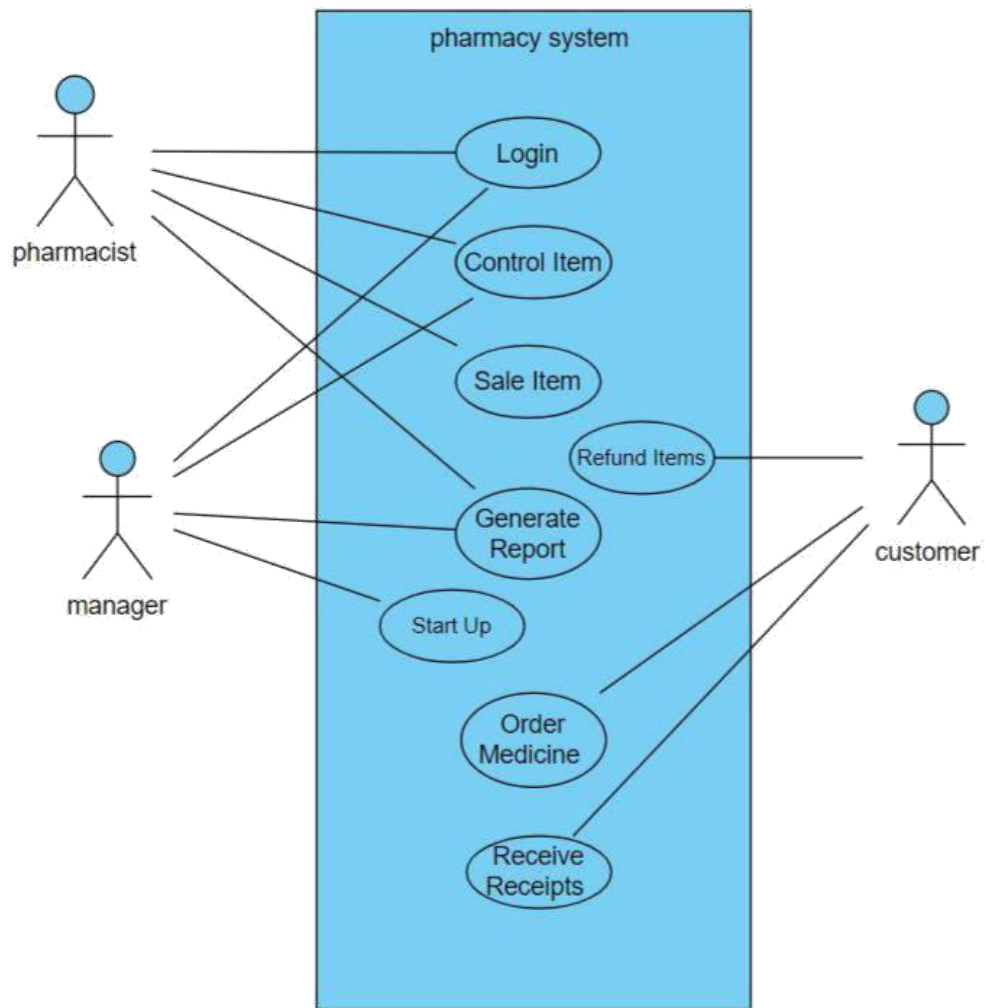 pharmacy system
Login
pharmacist
Control Item
Sale Item
Refund Items
Generate
Report
customer
manager
Start Up
Order
Medicine
Receive
Receipts